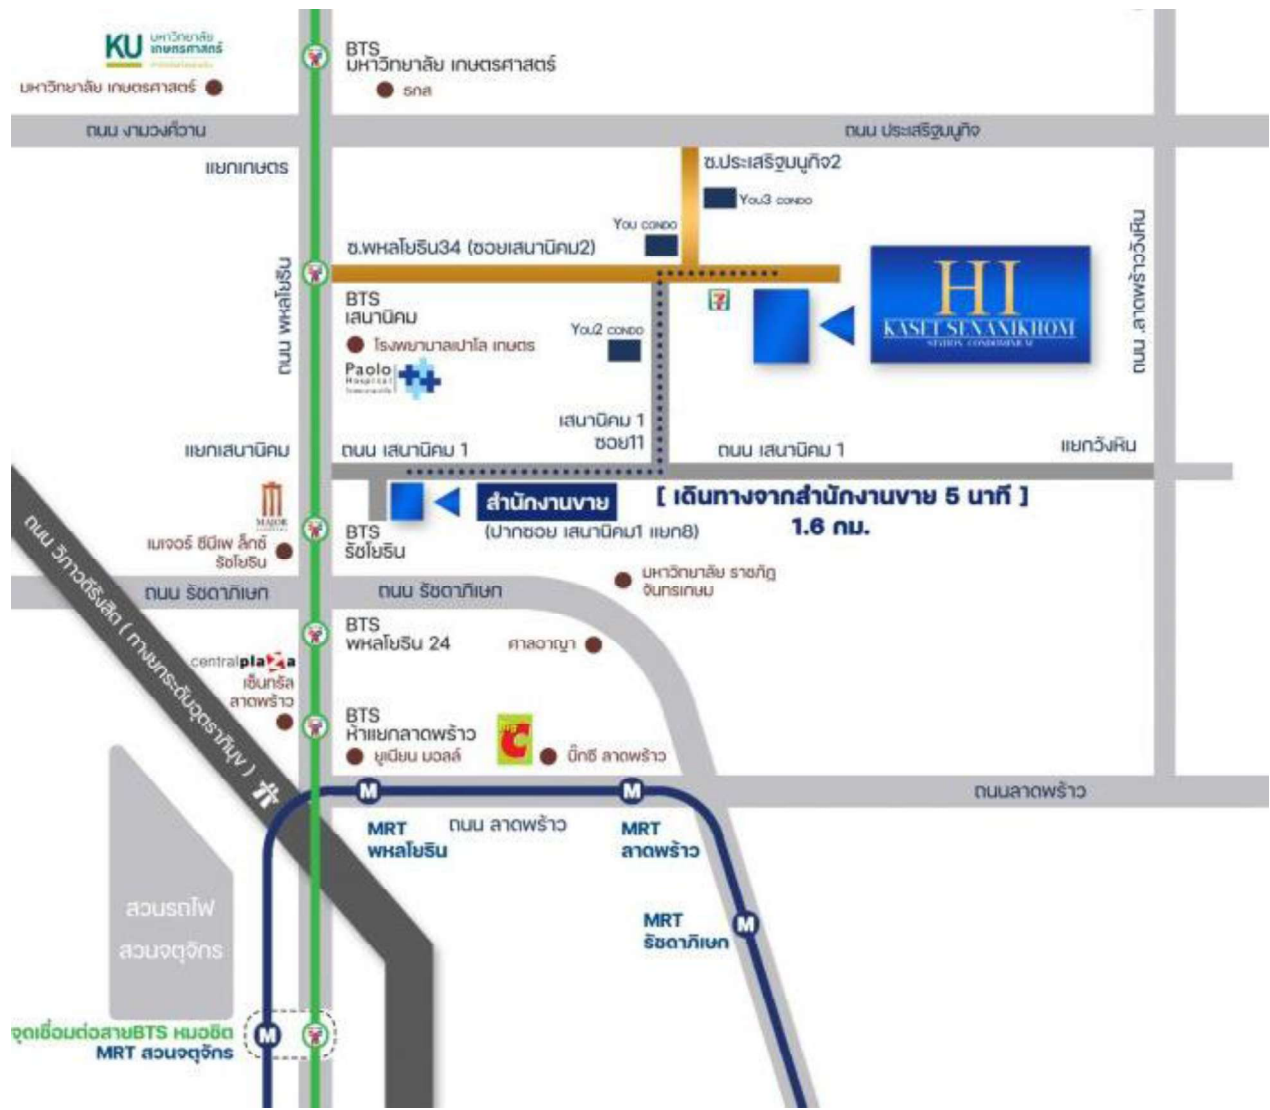 KU มหาวิทยาลัย
เกษตรศาสตร์
มหาวิทยาลัย เกษตรศาสตร์
BTS
มหาวิทยาลัย เกษตรศาสตร์
ธกส
ถนน งามวงศ์วาน
ถนน ประเสริฐมนูกิจ
แยกเกษตร
ซ.ประเสริฐมนูกิจ2
YOU3 CONDO
YOU CONDO
ซ.พหลโยธิน34 (ซอยเสนานิคม2)
ถนน พหลโยธิน
ถนน .ลาดพร้าววังหิน
HI
KASET SENANIKHOM
STATION CONDOMINIUM
BTS
เสนานิคม
YOU2 CONDO
โรงพยาบาลเปาโล เกษตร
Paolo
Hospital
เสนานิคม 1
ซอย11
แยกเสนานิคม
ถนน เสนานิคม 1
ถนน เสนานิคม 1
แยกวังหิน
สำนักงานขาย
[ เดินทางจากสำนักงานขาย 5 นาที ]
1.6 กม.
(ปากซอย เสนานิคม1 แยก8)
MAJOR
เมเจอร์ ซีนีเพ ล็กซ์
รัชโยธิน
BTS
รัชโยธิน
ถนน วิภาวดีรังสิต ( ทางยกระดับอุตราภิมุข )
มหาวิทยาลัย ราชภัฏ
จันทรเกษม
ถนน รัชดาภิเษก
ถนน รัชดาภิเษก
BTS
พหลโยธิน 24
ศาลอาญา
centralplaza
เซ็นทรัล
ลาดพร้าว
BTS
ห้าแยกลาดพร้าว
ยูเนียน มอลล์
BIG C
บิ๊กซี ลาดพร้าว
M
M
ถนนลาดพร้าว
MRT
พหลโยธิน
ถนน ลาดพร้าว
MRT
ลาดพร้าว
สวนรถไฟ
สวนจตุจักร
MRT
รัชดาภิเษก
M
จุดเชื่อมต่อสายBTS หมอชิต
MRT สวนจตุจักร
M